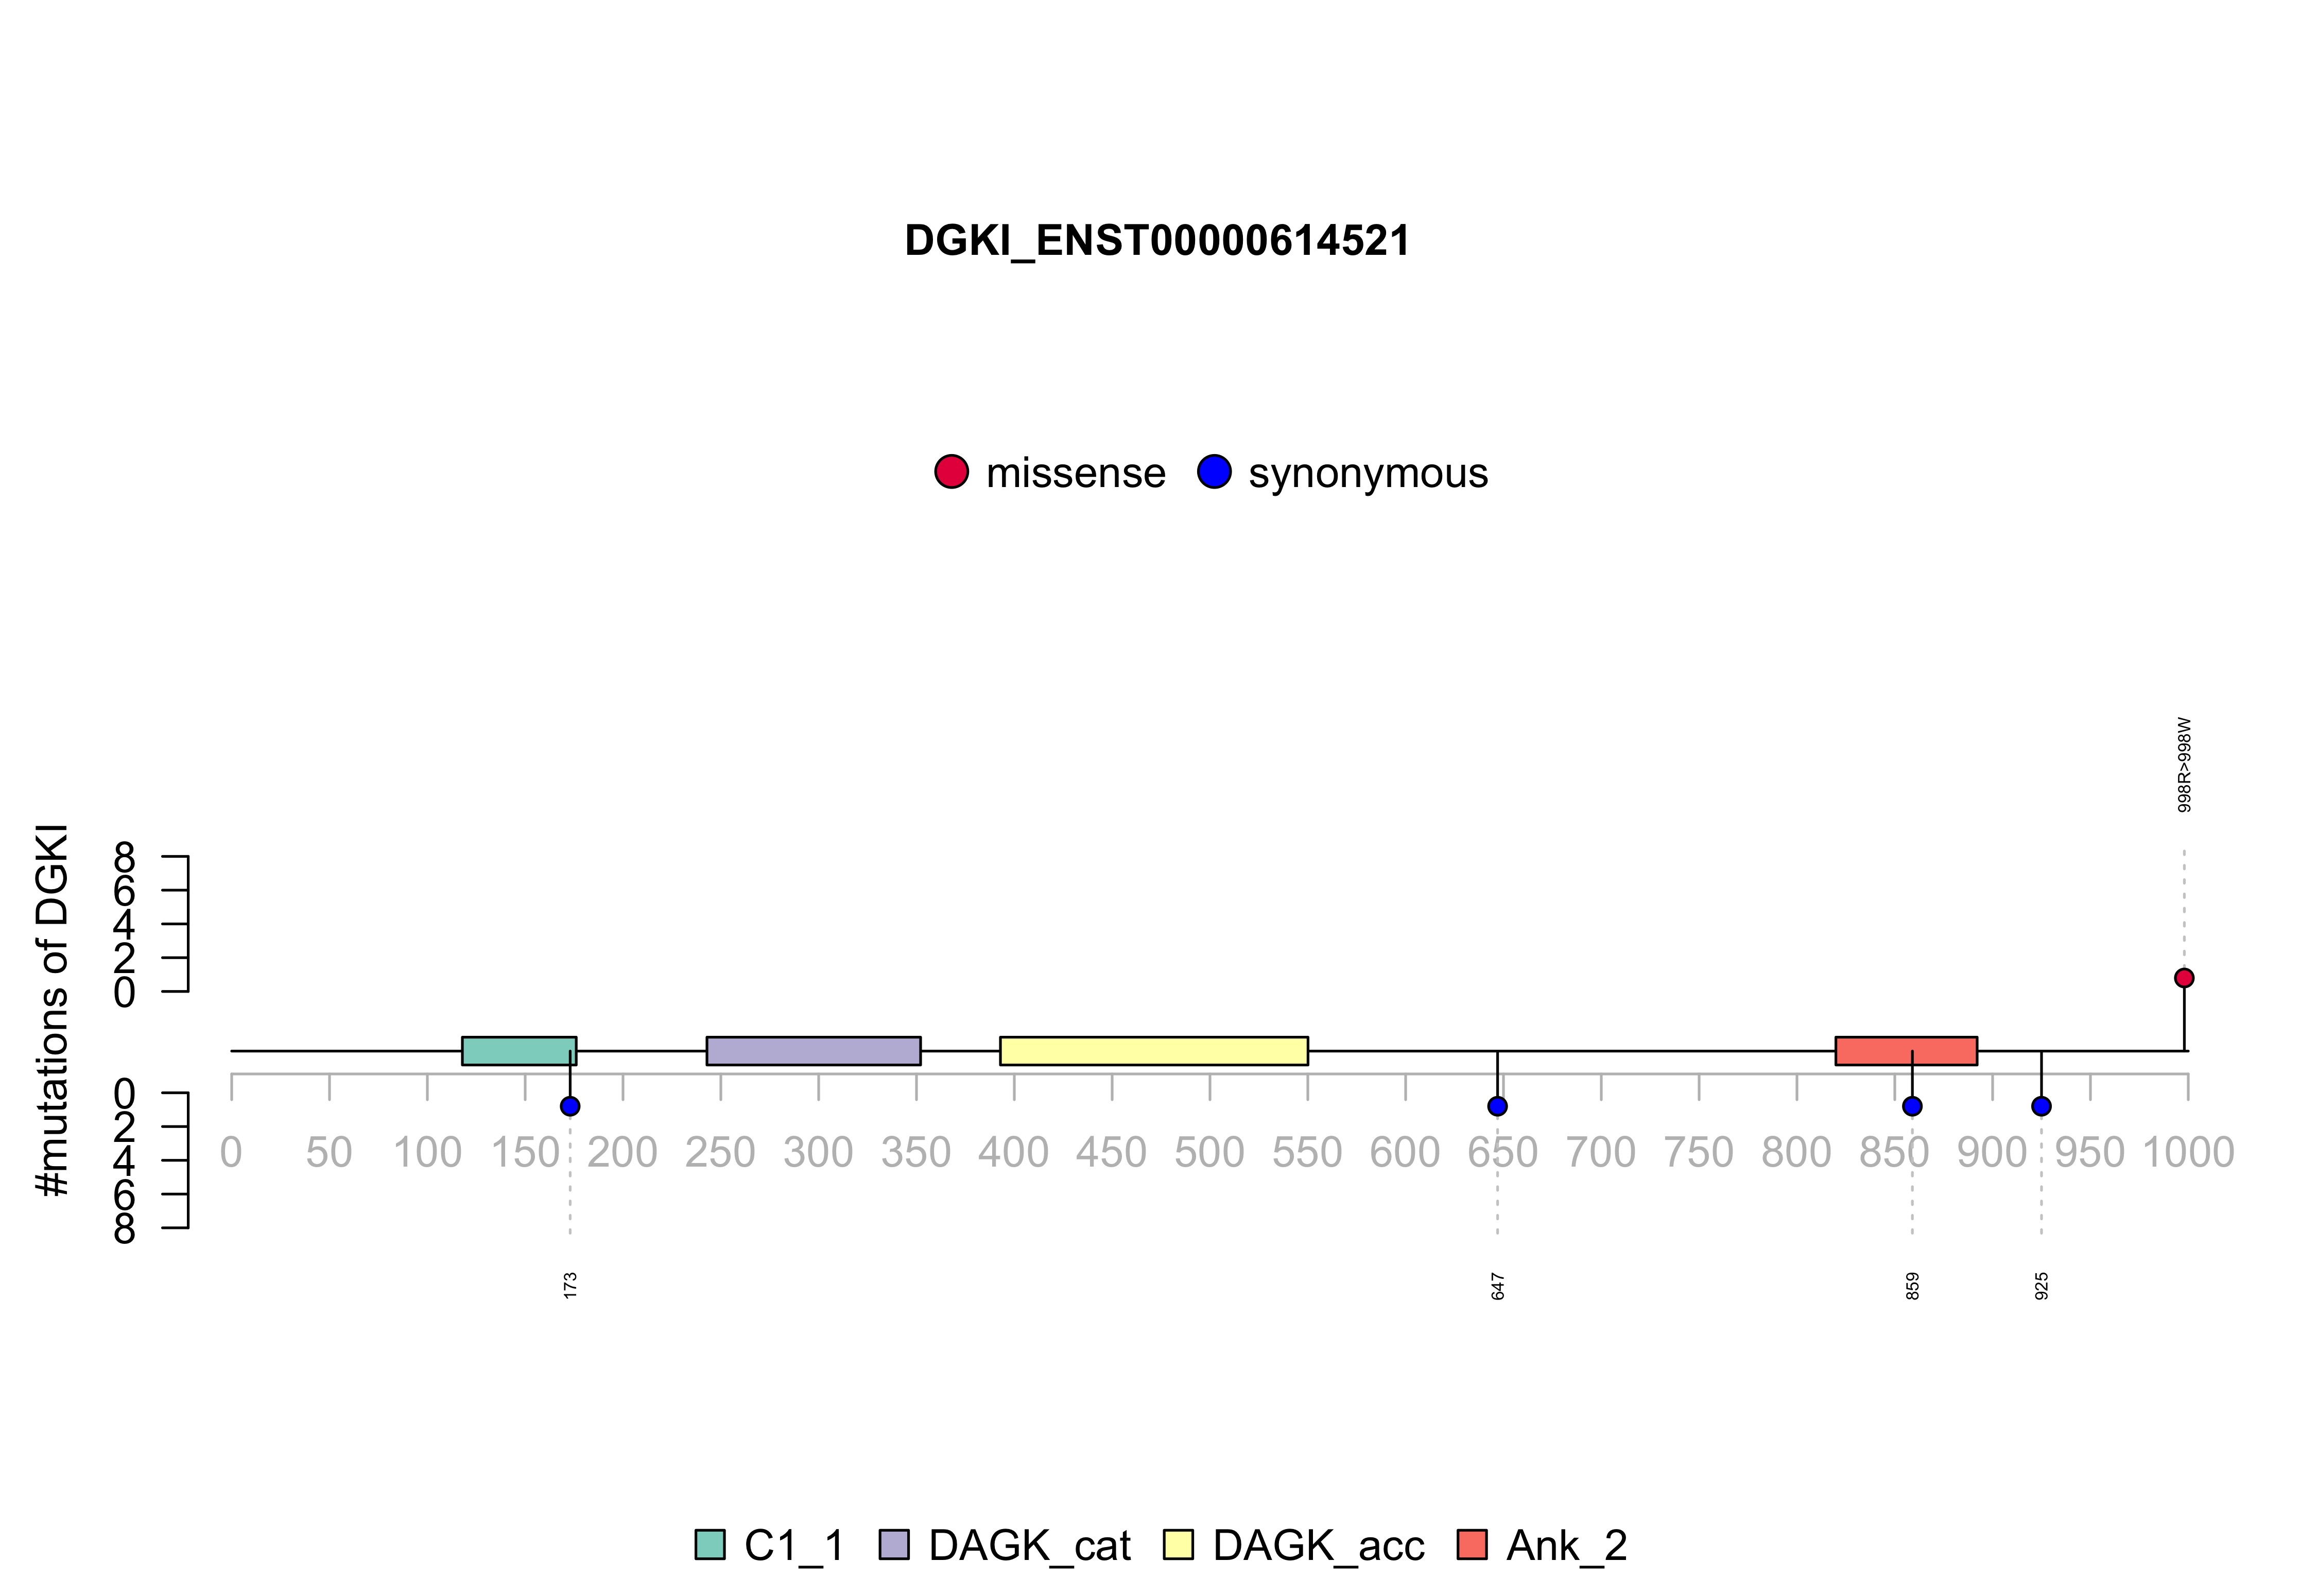 DGKI_ENST00000614521
missense synonymous
998R>998W
#mutations of DGKI
8
6
4
2
0
0
2
4
6
8
0 50 100 150 200 250 300 350 400 450 500 550 600 650 700 750 800 850 900 950 1000
173 647 859 925
C1_1 DAGK_cat DAGK_acc Ank_2